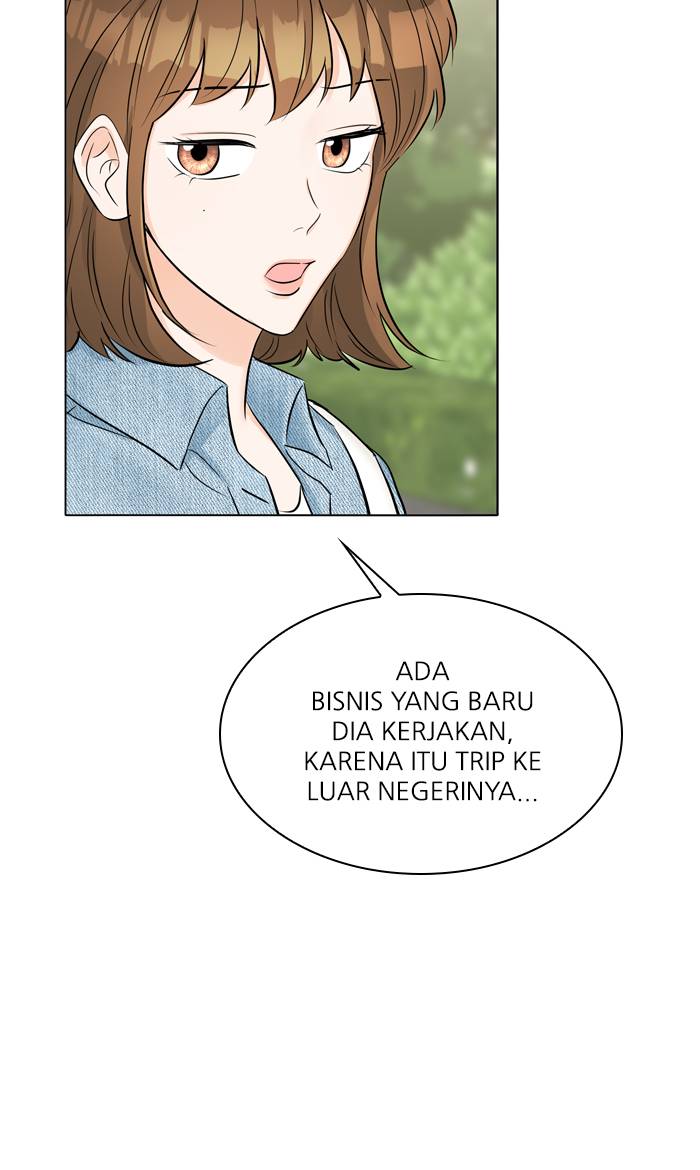 ADA
BISNIS YANG BARU
DIA KERJAKAN,
KARENA ITU TRIP KE
LUAR NEGERINYA...